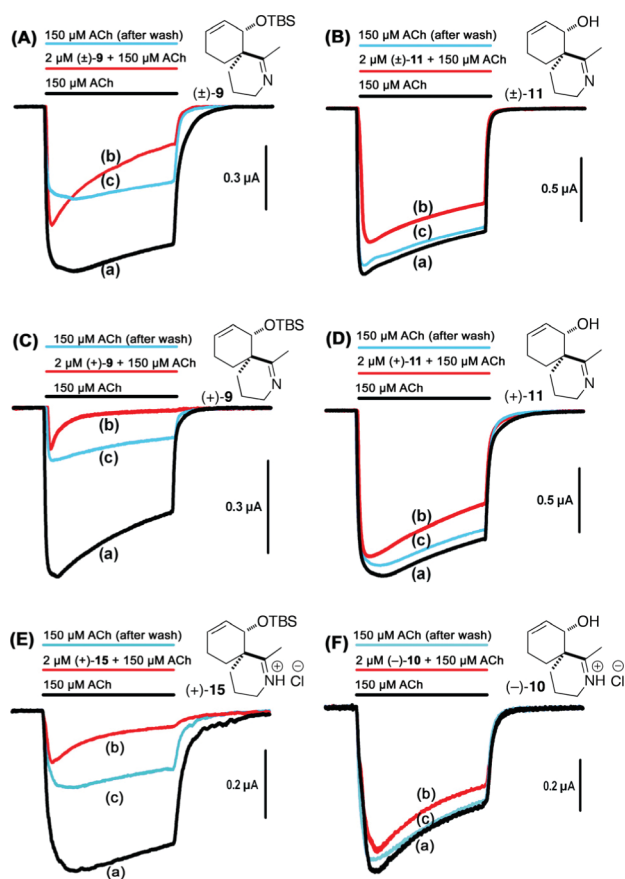 (A)
150 µM ACh (after wash)
2 µM (±)-9 + 150 µM ACh
150 µM ACh
OTBS
N
(±)-9
(b)
(c)
(a)
0.3 µA
(B)
150 µM ACh (after wash)
2 µM (±)-11 + 150 µM ACh
150 µM ACh
OH
N
(±)-11
(b)
(c)
(a)
0.5 µA
(C)
150 µM ACh (after wash)
2 µM (+)-9 + 150 µM ACh
150 µM ACh
OTBS
N
(+)-9
(b)
(c)
(a)
0.3 µA
(D)
150 µM ACh (after wash)
2 µM (+)-11 + 150 µM ACh
150 µM ACh
OH
N
(+)-11
(b)
(c)
(a)
0.5 µA
(E)
150 µM ACh (after wash)
2 µM (+)-15 + 150 µM ACh
150 µM ACh
OTBS
⊕ ⊖
NH Cl
(+)-15
(b)
(c)
(a)
0.2 µA
(F)
150 µM ACh (after wash)
2 µM (−)-10 + 150 µM ACh
150 µM ACh
OH
⊕ ⊖
NH Cl
(−)-10
(b)
(c)
(a)
0.2 µA